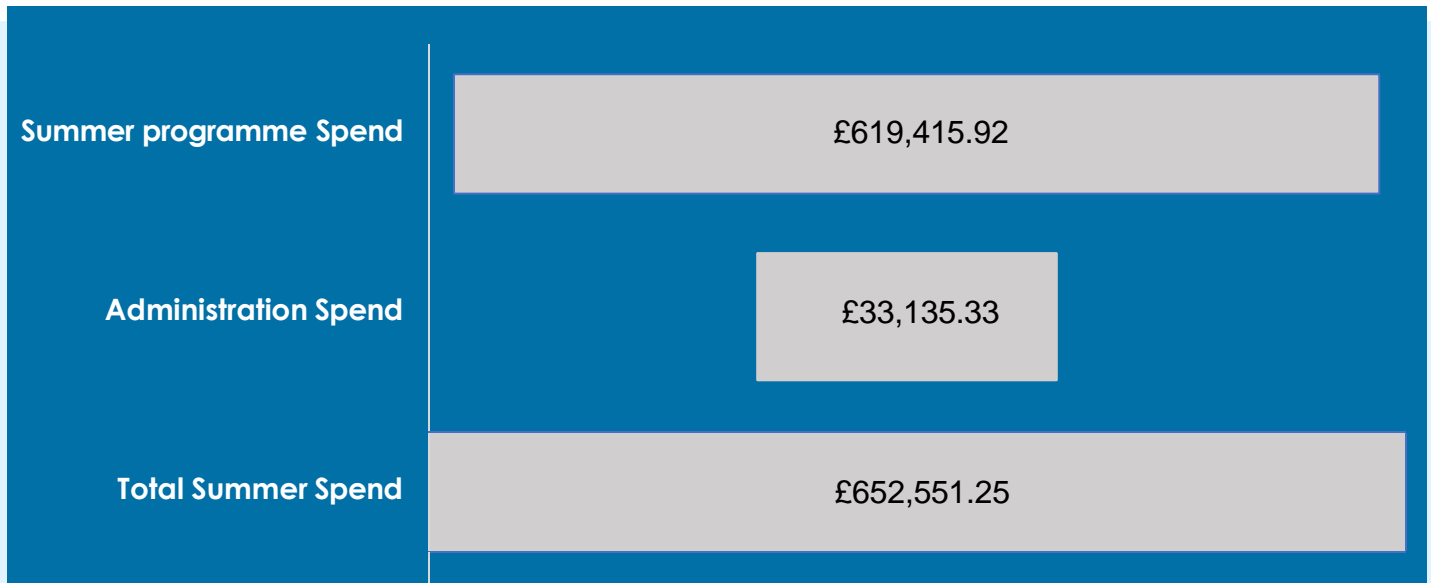 Summer programme Spend
£619,415.92
Administration Spend
£33,135.33
Total Summer Spend
£652,551.25